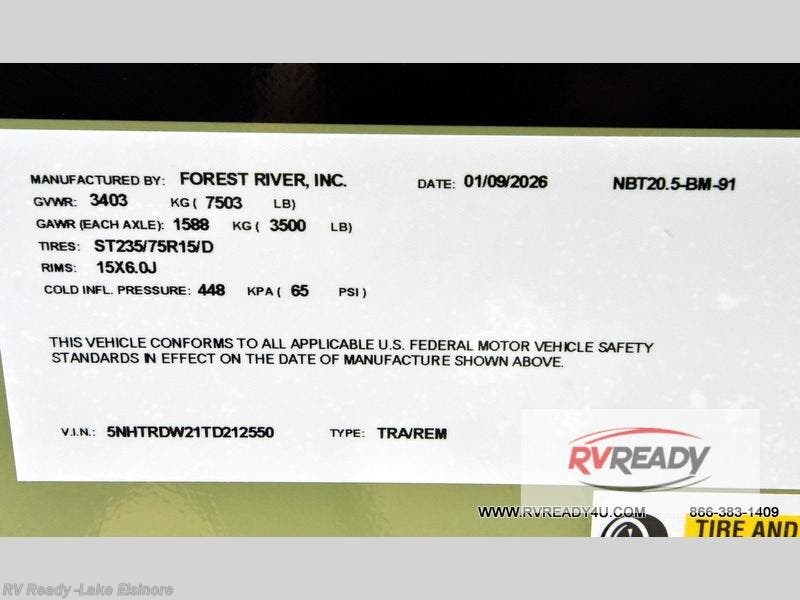 MANUFACTURED BY: FOREST RIVER, INC. DATE: 01/09/2026 NBT20.5-BM-91
GVWR: 3403 KG ( 7503 LB)
GAWR (EACH AXLE): 1588 KG ( 3500 LB)
TIRES: ST235/75R15/D
RIMS: 15X6.0J
COLD INFL. PRESSURE: 448 KPA ( 65 PSI )
THIS VEHICLE CONFORMS TO ALL APPLICABLE U.S. FEDERAL MOTOR VEHICLE SAFETY
STANDARDS IN EFFECT ON THE DATE OF MANUFACTURE SHOWN ABOVE.
V.I.N.: 5NHTRDW21TD212550 TYPE: TRA/REM
RVREADY
WWW.RVREADY4U.COM 866-383-1409
TIRE AND
RV Ready -Lake Elsinore